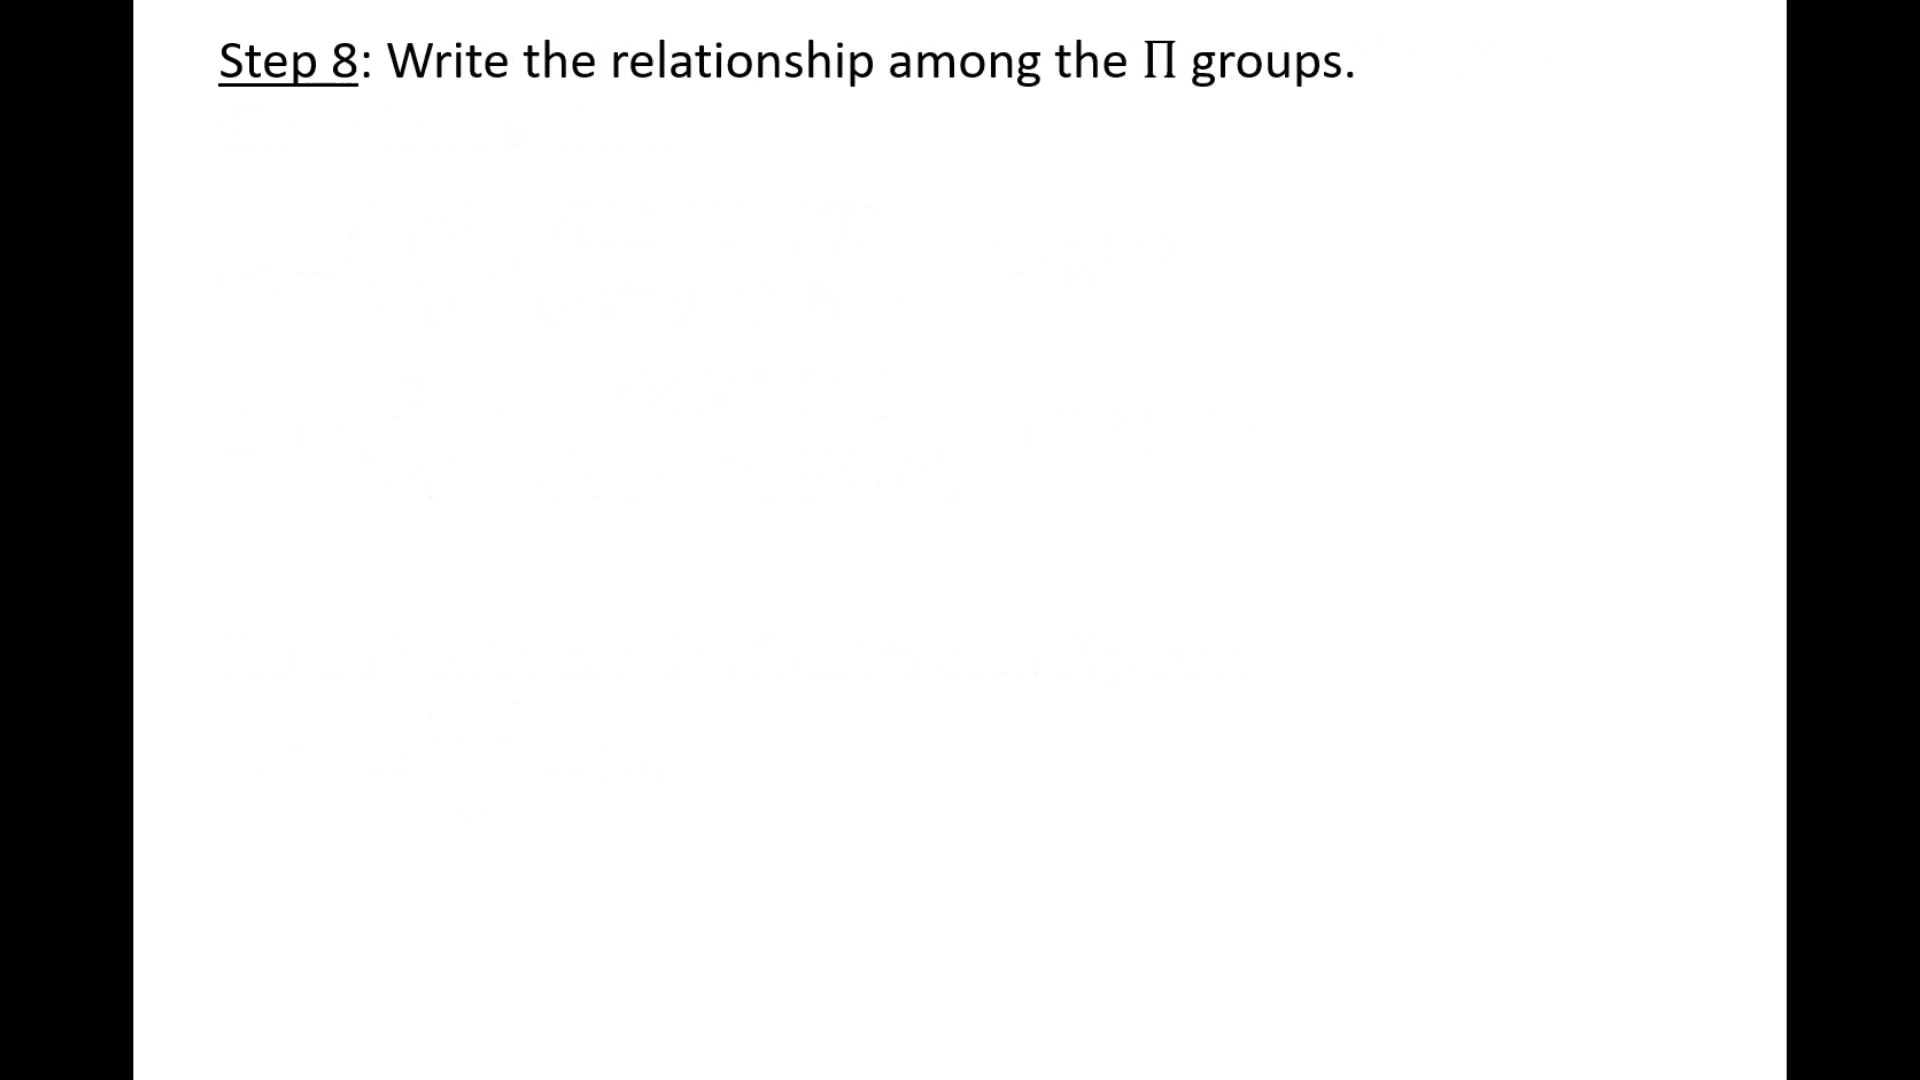 Step 8: Write the relationship among the Π groups.